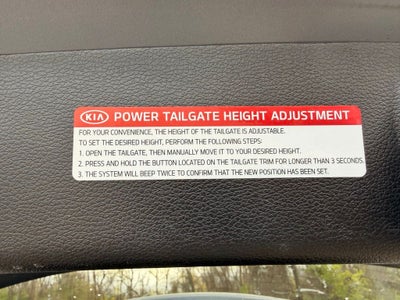 KIA POWER TAILGATE HEIGHT ADJUSTMENT
FOR YOUR CONVENIENCE, THE HEIGHT OF THE TAILGATE IS ADJUSTABLE.
TO SET THE DESIRED HEIGHT, PERFORM THE FOLLOWING STEPS:
1. OPEN THE TAILGATE, THEN MANUALLY MOVE IT TO YOUR DESIRED HEIGHT.
2. PRESS AND HOLD THE BUTTON LOCATED ON THE TAILGATE TRIM FOR LONGER THAN 3 SECONDS.
3. THE SYSTEM WILL BEEP TWICE TO CONFIRM THAT THE NEW POSITION HAS BEEN SET.